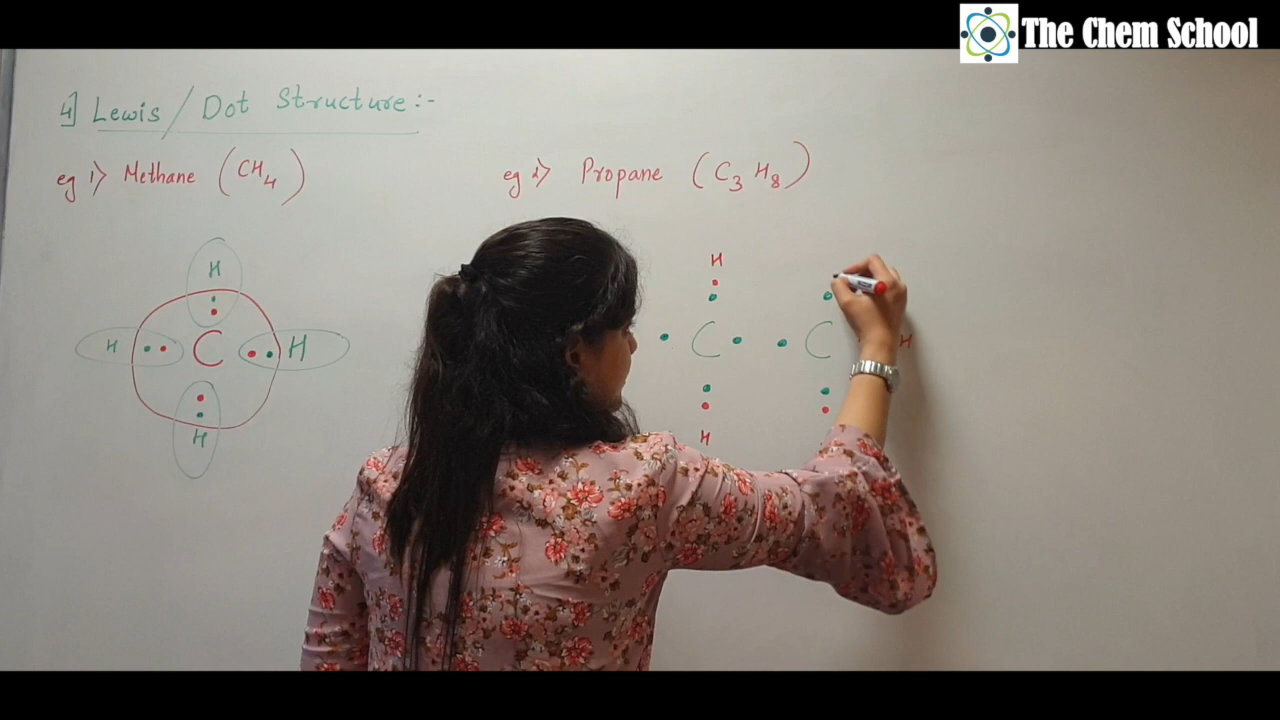 The Chem School
4] Lewis / Dot Structure:-
eg 1) Methane (CH4)
eg 2) Propane (C3H8)
H
H C H
H
H
C C H
H